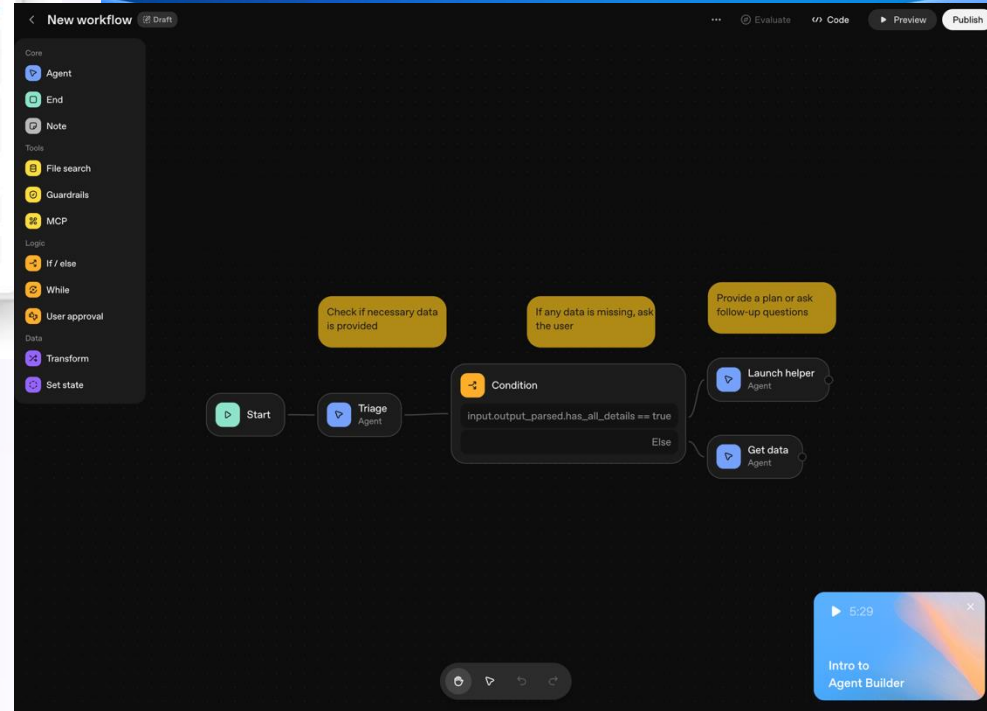 New workflow
Draft
Evaluate
Code
Preview
Publish
Core
Agent
End
Note
Tools
File search
Guardrails
MCP
Logic
If / else
While
User approval
Data
Transform
Set state
Check if necessary data
is provided
If any data is missing, ask
the user
Provide a plan or ask
follow-up questions
Start
Triage
Agent
Condition
input.output_parsed.has_all_details == true
Else
Launch helper
Agent
Get data
Agent
5:29
Intro to
Agent Builder